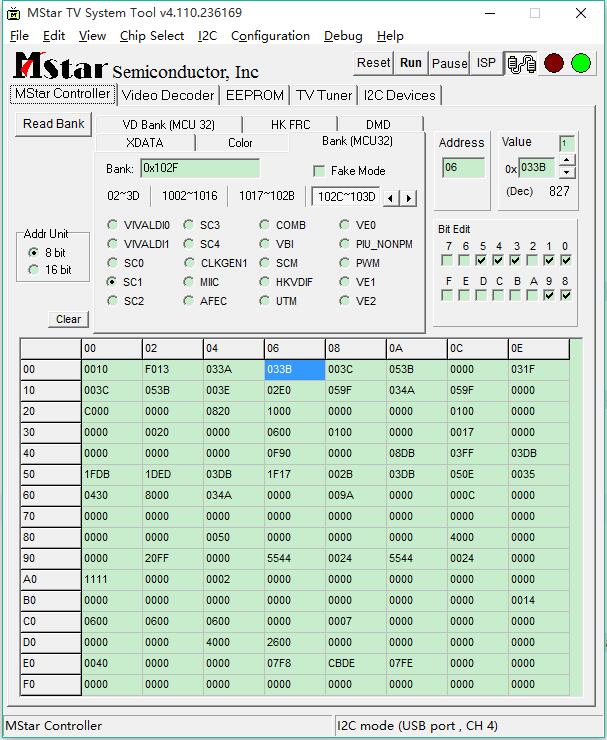 MStar TV System Tool v4.110.236169
File Edit View Chip Select I2C Configuration Debug Help
MStar Semiconductor, Inc
Reset Run Pause ISP
MStar Controller Video Decoder EEPROM TV Tuner I2C Devices
Read Bank
VD Bank (MCU 32) HK FRC DMD
XDATA Color Bank (MCU32)
Bank: 0x102F Fake Mode
02~3D 1002~1016 1017~102B 102C~103D
VIVALDI0 SC3 COMB VE0
VIVALDI1 SC4 VBI PIU_NONPM
SC0 CLKGEN1 SCM PWM
SC1 MIIC HKVDIF VE1
SC2 AFEC UTM VE2
Addr Unit
8 bit
16 bit
Clear
Address
06
Value 1
0x 033B
(Dec) 827
Bit Edit
7 6 5 4 3 2 1 0
F E D C B A 9 8
00 02 04 06 08 0A 0C 0E
00 0010 F013 033A 033B 003C 053B 0000 031F
10 003C 053B 003E 02E0 059F 034A 059F 0000
20 C000 0000 0820 1000 0000 0000 0100 0000
30 0000 0020 0000 0600 0100 0000 0017 0000
40 0000 0000 0000 0F90 0000 08DB 03FF 03DB
50 1FDB 1DED 03DB 1F17 002B 03DB 050E 0035
60 0430 8000 034A 0000 009A 0000 000C 0000
70 0000 0000 0000 0000 0000 0000 0000 0000
80 0000 0000 0050 0000 0000 0000 4000 0000
90 0000 20FF 0000 5544 0024 5544 0024 0000
A0 1111 0000 0002 0000 0000 0000 0000 0000
B0 0000 0000 0000 0000 0000 0000 0000 0014
C0 0600 0600 0600 0000 0007 0000 0000 0000
D0 0000 0000 4000 2600 0000 0000 0000 0000
E0 0040 0000 0000 07F8 CBDE 07FE 0000 0000
F0 0000 0000 0000 0000 0000 0000 0000 0000
MStar Controller I2C mode (USB port , CH 4)